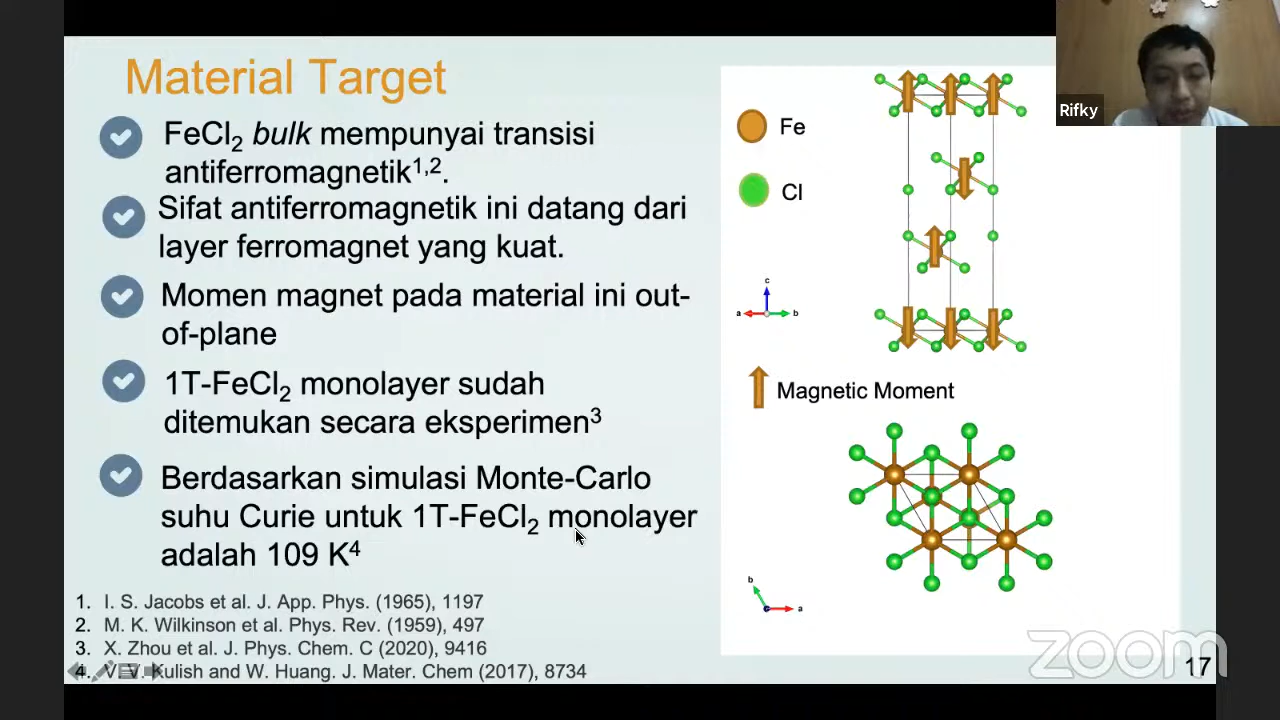 Material Target
FeCl₂ bulk mempunyai transisi
antiferromagnetik¹,².
Sifat antiferromagnetik ini datang dari
layer ferromagnet yang kuat.
Momen magnet pada material ini out-
of-plane
1T-FeCl₂ monolayer sudah
ditemukan secara eksperimen³
Berdasarkan simulasi Monte-Carlo
suhu Curie untuk 1T-FeCl₂ monolayer
adalah 109 K⁴
1. I. S. Jacobs et al. J. App. Phys. (1965), 1197
2. M. K. Wilkinson et al. Phys. Rev. (1959), 497
3. X. Zhou et al. J. Phys. Chem. C (2020), 9416
4. V. V. Kulish and W. Huang. J. Mater. Chem (2017), 8734
Fe
Cl
c
a
b
Magnetic Moment
b
a
Rifky
zoom
17